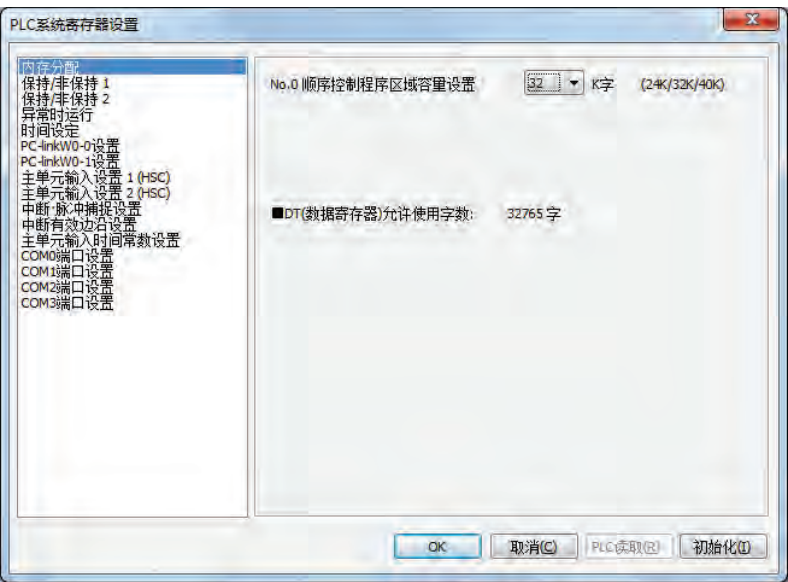 PLC系统寄存器设置
内存分配
保持/非保持 1
保持/非保持 2
异常时运行
时间设定
PC-linkW0-0设置
PC-linkW0-1设置
主单元输入设置 1 (HSC)
主单元输入设置 2 (HSC)
中断·脉冲捕捉设置
中断有效边沿设置
主单元输入时间常数设置
COM0端口设置
COM1端口设置
COM2端口设置
COM3端口设置
No.0 顺序控制程序区域容量设置 32 K字 (24K/32K/40K)
■DT(数据寄存器)允许使用字数: 32765 字
OK 取消(C) PLC读取(R) 初始化(I)